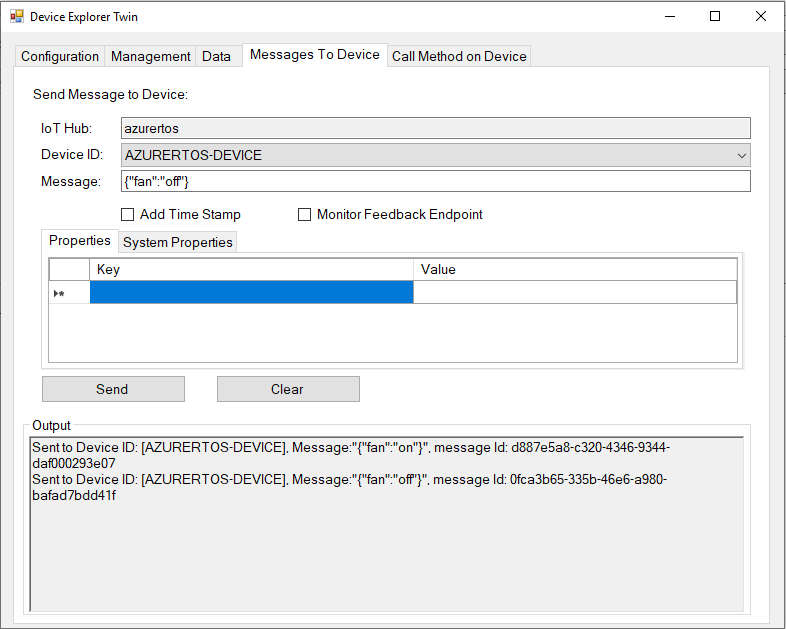 Device Explorer Twin
Configuration Management Data Messages To Device Call Method on Device
Send Message to Device:
IoT Hub: azurertos
Device ID: AZURERTOS-DEVICE
Message: {"fan":"off"}
Add Time Stamp Monitor Feedback Endpoint
Properties System Properties
Key Value
Send Clear
Output
Sent to Device ID: [AZURERTOS-DEVICE], Message:"{"fan":"on"}", message Id: d887e5a8-c320-4346-9344-
daf000293e07
Sent to Device ID: [AZURERTOS-DEVICE], Message:"{"fan":"off"}", message Id: 0fca3b65-335b-46e6-a980-
bafad7bdd41f